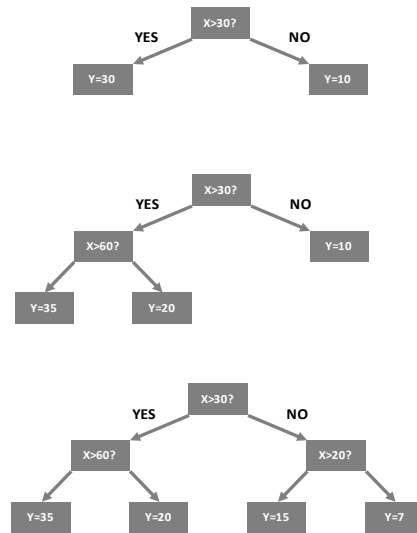 X>30?
YES
NO
Y=30
Y=10
X>30?
YES
NO
X>60?
Y=10
Y=35
Y=20
X>30?
YES
NO
X>60?
X>20?
Y=35
Y=20
Y=15
Y=7